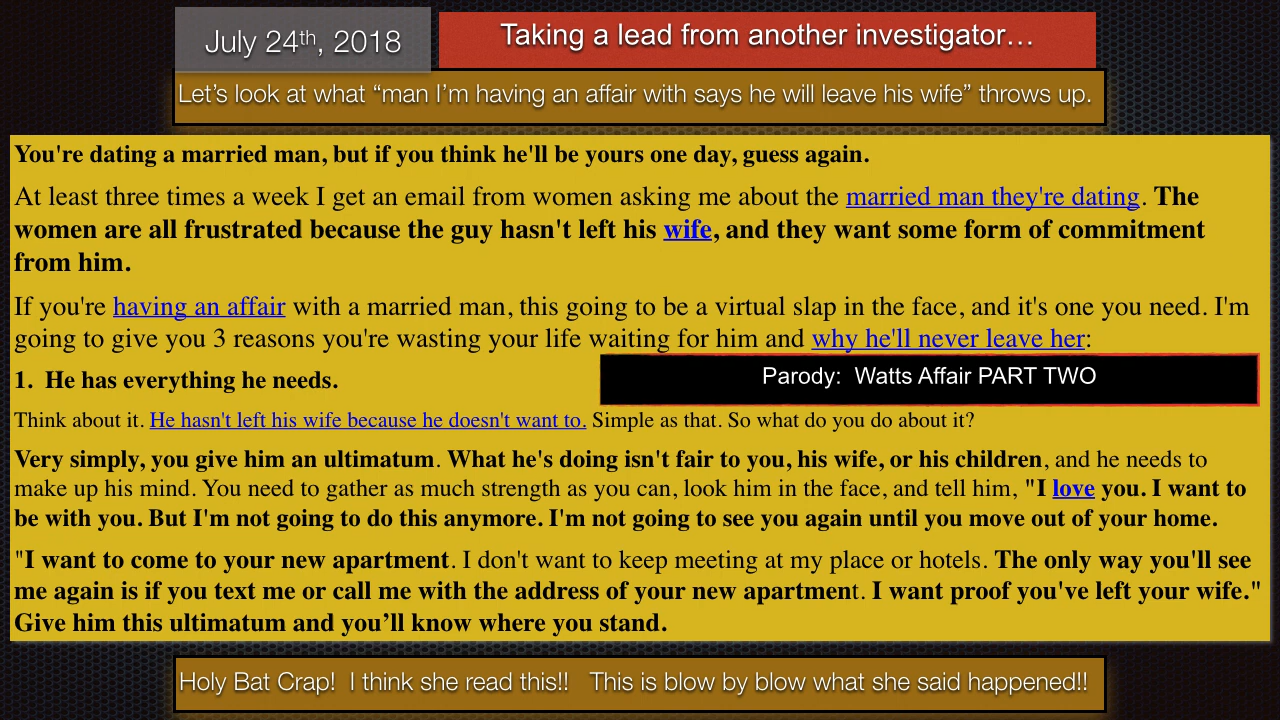 July 24th, 2018
Taking a lead from another investigator…
Let's look at what “man I'm having an affair with says he will leave his wife” throws up.
You're dating a married man, but if you think he'll be yours one day, guess again.
At least three times a week I get an email from women asking me about the married man they're dating. The
women are all frustrated because the guy hasn't left his wife, and they want some form of commitment
from him.
If you're having an affair with a married man, this going to be a virtual slap in the face, and it's one you need. I'm
going to give you 3 reasons you're wasting your life waiting for him and why he'll never leave her:
1. He has everything he needs.
Parody: Watts Affair PART TWO
Think about it. He hasn't left his wife because he doesn't want to. Simple as that. So what do you do about it?
Very simply, you give him an ultimatum. What he's doing isn't fair to you, his wife, or his children, and he needs to
make up his mind. You need to gather as much strength as you can, look him in the face, and tell him, "I love you. I want to
be with you. But I'm not going to do this anymore. I'm not going to see you again until you move out of your home.
"I want to come to your new apartment. I don't want to keep meeting at my place or hotels. The only way you'll see
me again is if you text me or call me with the address of your new apartment. I want proof you've left your wife."
Give him this ultimatum and you’ll know where you stand.
Holy Bat Crap! I think she read this!! This is blow by blow what she said happened!!